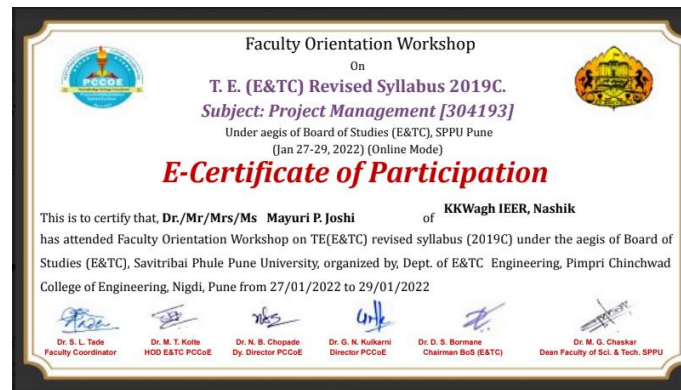 Faculty Orientation Workshop
On
T. E. (E&TC) Revised Syllabus 2019C.
Subject: Project Management [304193]
Under aegis of Board of Studies (E&TC), SPPU Pune
(Jan 27-29, 2022) (Online Mode)
E-Certificate of Participation
This is to certify that, Dr./Mr/Mrs/Ms Mayuri P. Joshi of KKWagh IEER, Nashik
has attended Faculty Orientation Workshop on TE(E&TC) revised syllabus (2019C) under the aegis of Board of
Studies (E&TC), Savitribai Phule Pune University, organized by, Dept. of E&TC Engineering, Pimpri Chinchwad
College of Engineering, Nigdi, Pune from 27/01/2022 to 29/01/2022
Dr. S. L. Tade Dr. M. T. Kolte Dr. N. B. Chopade Dr. G. N. Kulkarni Dr. D. S. Bormane Dr. M. G. Chaskar
Faculty Coordinator HOD E&TC PCCoE Dy. Director PCCoE Director PCCoE Chairman BoS (E&TC) Dean Faculty of Sci. & Tech. SPPU
PCCOE